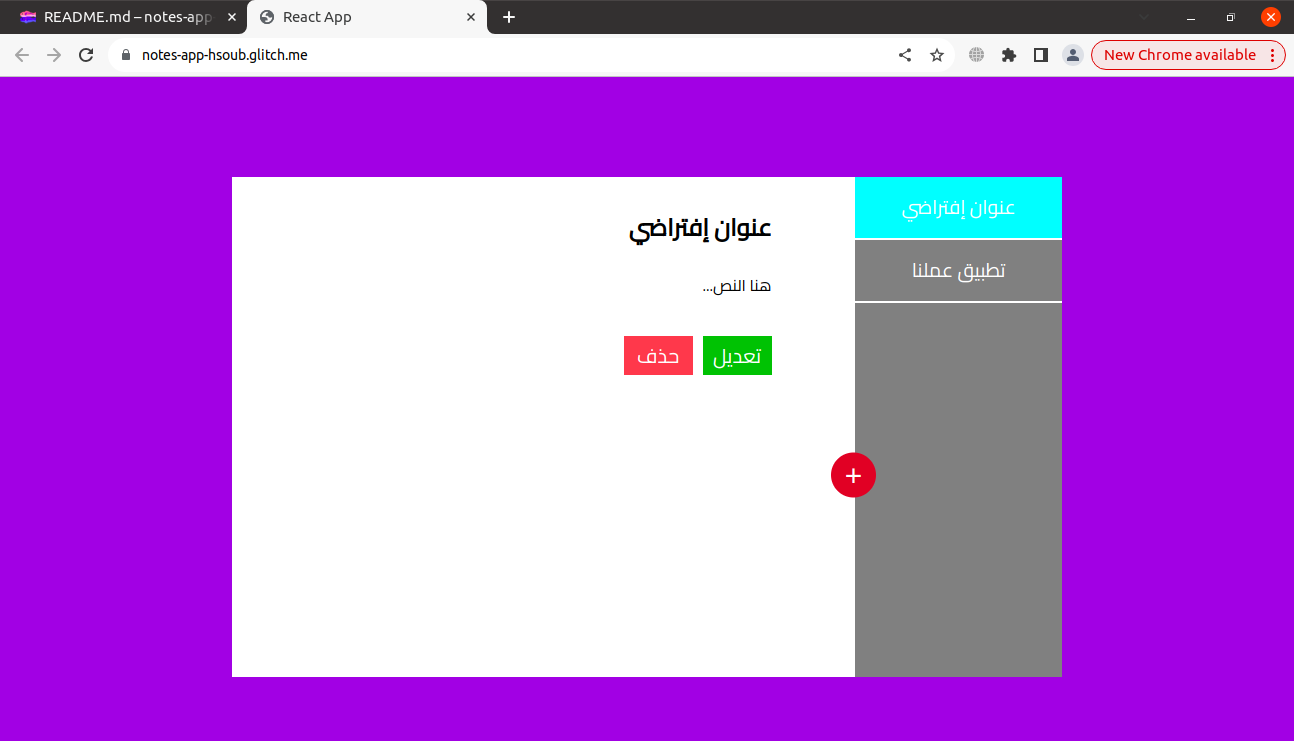 README.md – notes-app
React App
notes-app-hsoub.glitch.me
New Chrome available
عنوان إفتراضي
تطبيق عملنا
عنوان إفتراضي
هنا النص...
تعديل
حذف
+